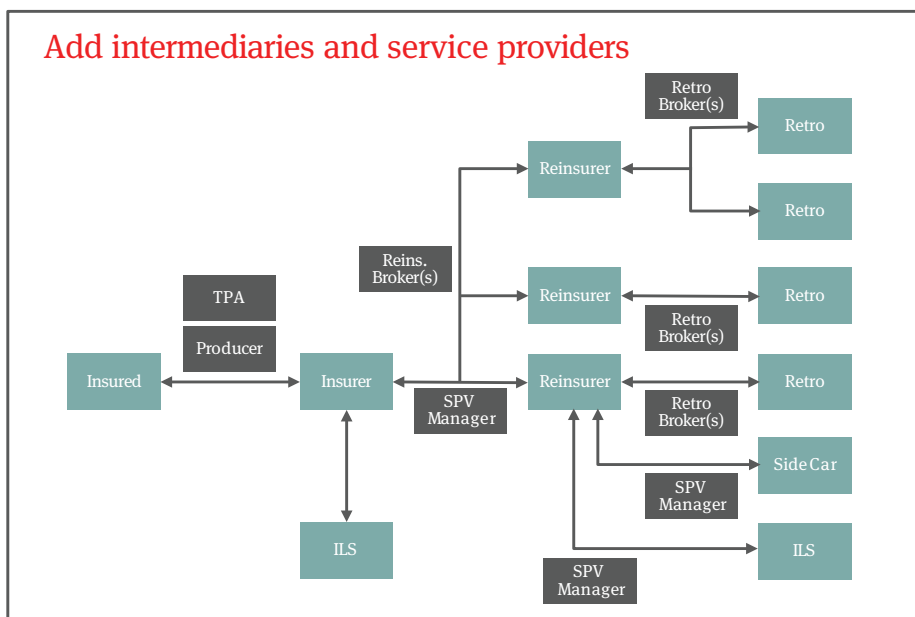 Add intermediaries and service providers
Retro
Broker(s)
Retro
Reinsurer
Retro
Reins.
Broker(s)
TPA
Reinsurer
Retro
Producer
Retro
Broker(s)
Insured
Insurer
Reinsurer
Retro
SPV
Manager
Retro
Broker(s)
Side Car
SPV
Manager
ILS
ILS
SPV
Manager